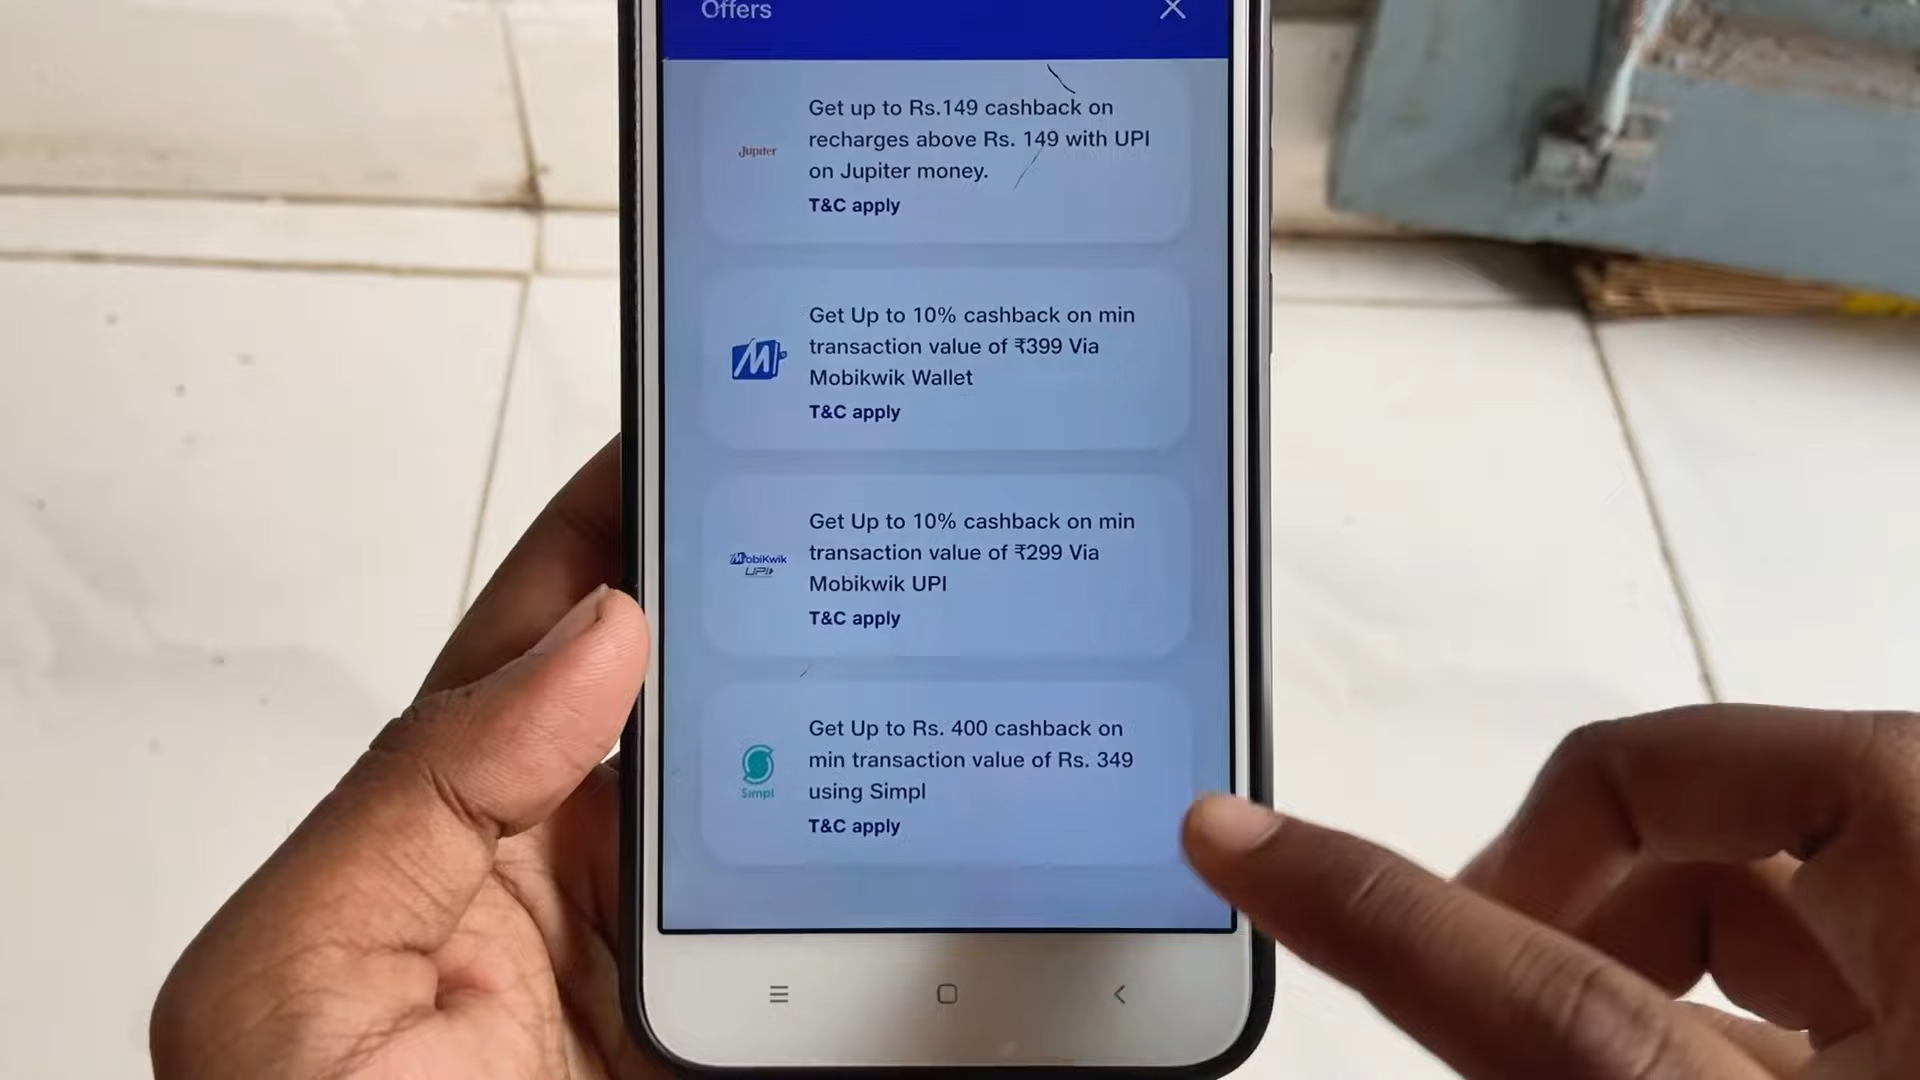 Offers
Get up to Rs.149 cashback on
recharges above Rs. 149 with UPI
on Jupiter money.
T&C apply
Jupiter
Get Up to 10% cashback on min
transaction value of ₹399 Via
Mobikwik Wallet
T&C apply
M
Get Up to 10% cashback on min
transaction value of ₹299 Via
Mobikwik UPI
T&C apply
MobiKwik
UPI
Get Up to Rs. 400 cashback on
min transaction value of Rs. 349
using Simpl
T&C apply
Simpl